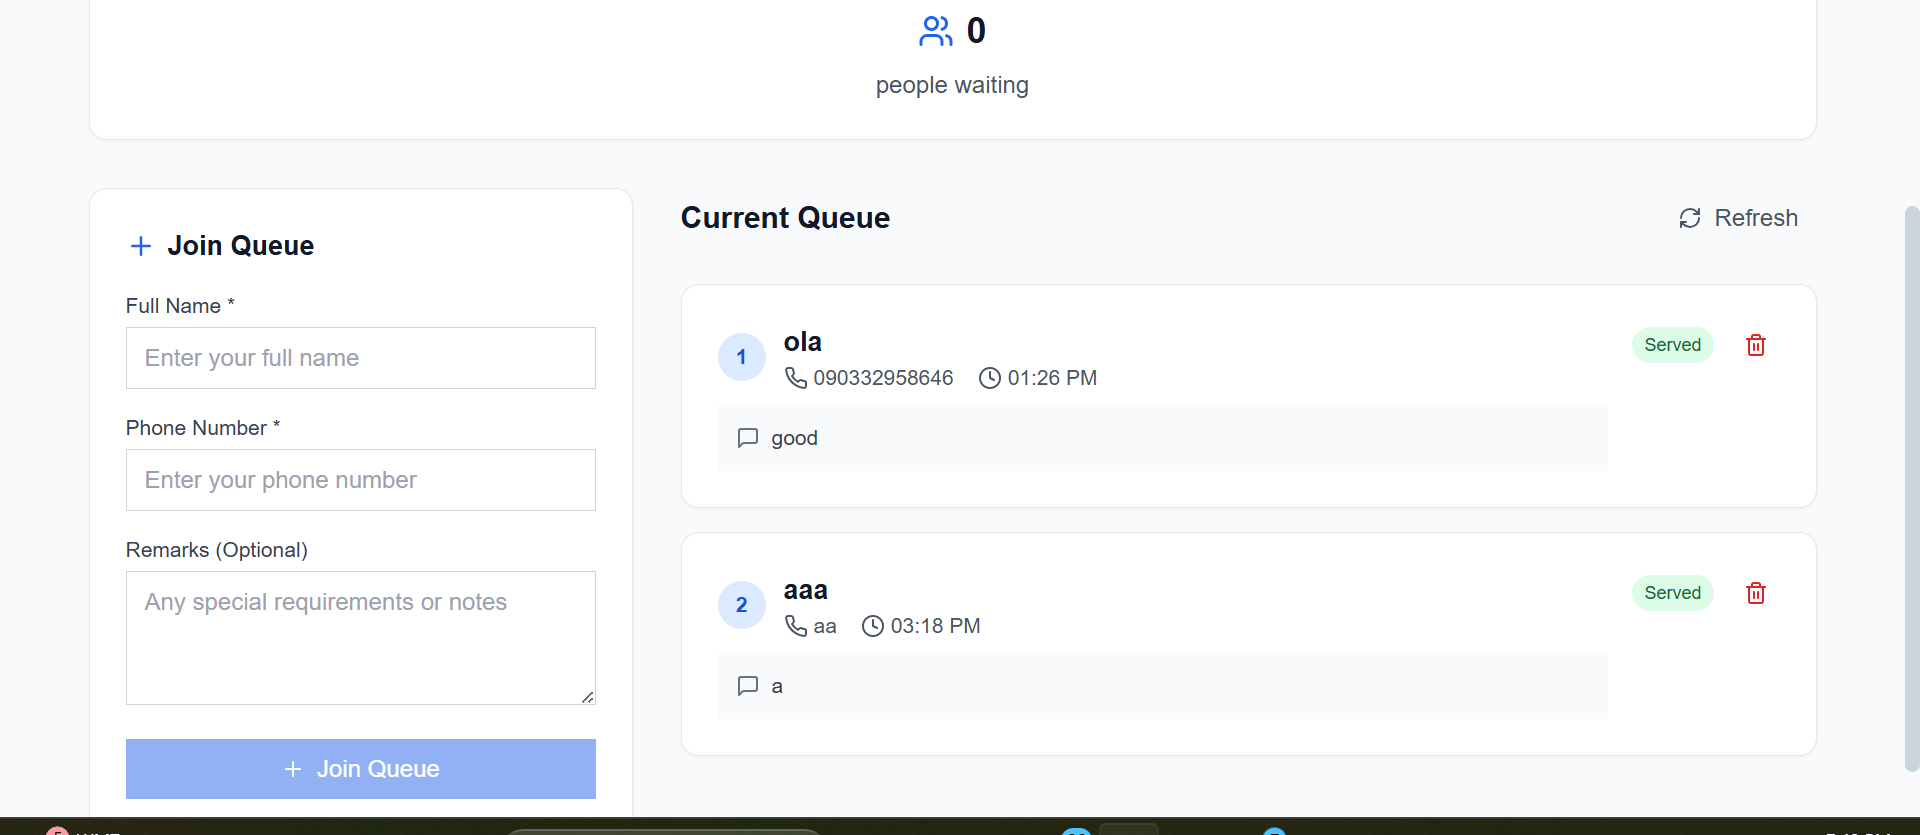 0
people waiting
Join Queue
Full Name *
Enter your full name
Phone Number *
Enter your phone number
Remarks (Optional)
Any special requirements or notes
Join Queue
Current Queue
Refresh
1
ola
Served
090332958646
01:26 PM
good
2
aaa
Served
aa
03:18 PM
a